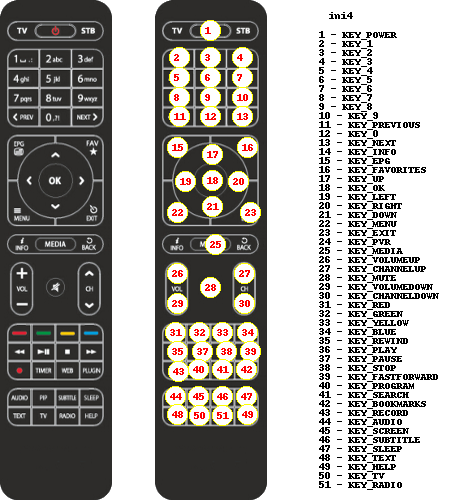 TV STB
1 ␣ .: 2 abc 3 def
4 ghi 5 jkl 6 mno
7 pqrs 8 tuv 9 wxyz
‹ PREV 0 .?! NEXT ›
EPG FAV
OK
MENU EXIT
i INFO MEDIA BACK
+
VOL CH
−
TIMER WEB PLUGIN
AUDIO PIP SUBTITLE SLEEP
TEXT TV RADIO HELP
TV 1 STB
2 3 4
5 6 7
8 9 10
11 12 13
15 16
17
19 18 20
21
22 23
i INFO 25 BACK
26 27
VOL 28 CH
29 30
31 32 33 34
35 37 38 39
43 40 41 42
44 45 46 47
48 50 51 49
ini4
1 - KEY_POWER
2 - KEY_1
3 - KEY_2
4 - KEY_3
5 - KEY_4
6 - KEY_5
7 - KEY_6
8 - KEY_7
9 - KEY_8
10 - KEY_9
11 - KEY_PREVIOUS
12 - KEY_0
13 - KEY_NEXT
14 - KEY_INFO
15 - KEY_EPG
16 - KEY_FAVORITES
17 - KEY_UP
18 - KEY_OK
19 - KEY_LEFT
20 - KEY_RIGHT
21 - KEY_DOWN
22 - KEY_MENU
23 - KEY_EXIT
24 - KEY_PVR
25 - KEY_MEDIA
26 - KEY_VOLUMEUP
27 - KEY_CHANNELUP
28 - KEY_MUTE
29 - KEY_VOLUMEDOWN
30 - KEY_CHANNELDOWN
31 - KEY_RED
32 - KEY_GREEN
33 - KEY_YELLOW
34 - KEY_BLUE
35 - KEY_REWIND
36 - KEY_PLAY
37 - KEY_PAUSE
38 - KEY_STOP
39 - KEY_FASTFORWARD
40 - KEY_PROGRAM
41 - KEY_SEARCH
42 - KEY_BOOKMARKS
43 - KEY_RECORD
44 - KEY_AUDIO
45 - KEY_SCREEN
46 - KEY_SUBTITLE
47 - KEY_SLEEP
48 - KEY_TEXT
49 - KEY_HELP
50 - KEY_TV
51 - KEY_RADIO